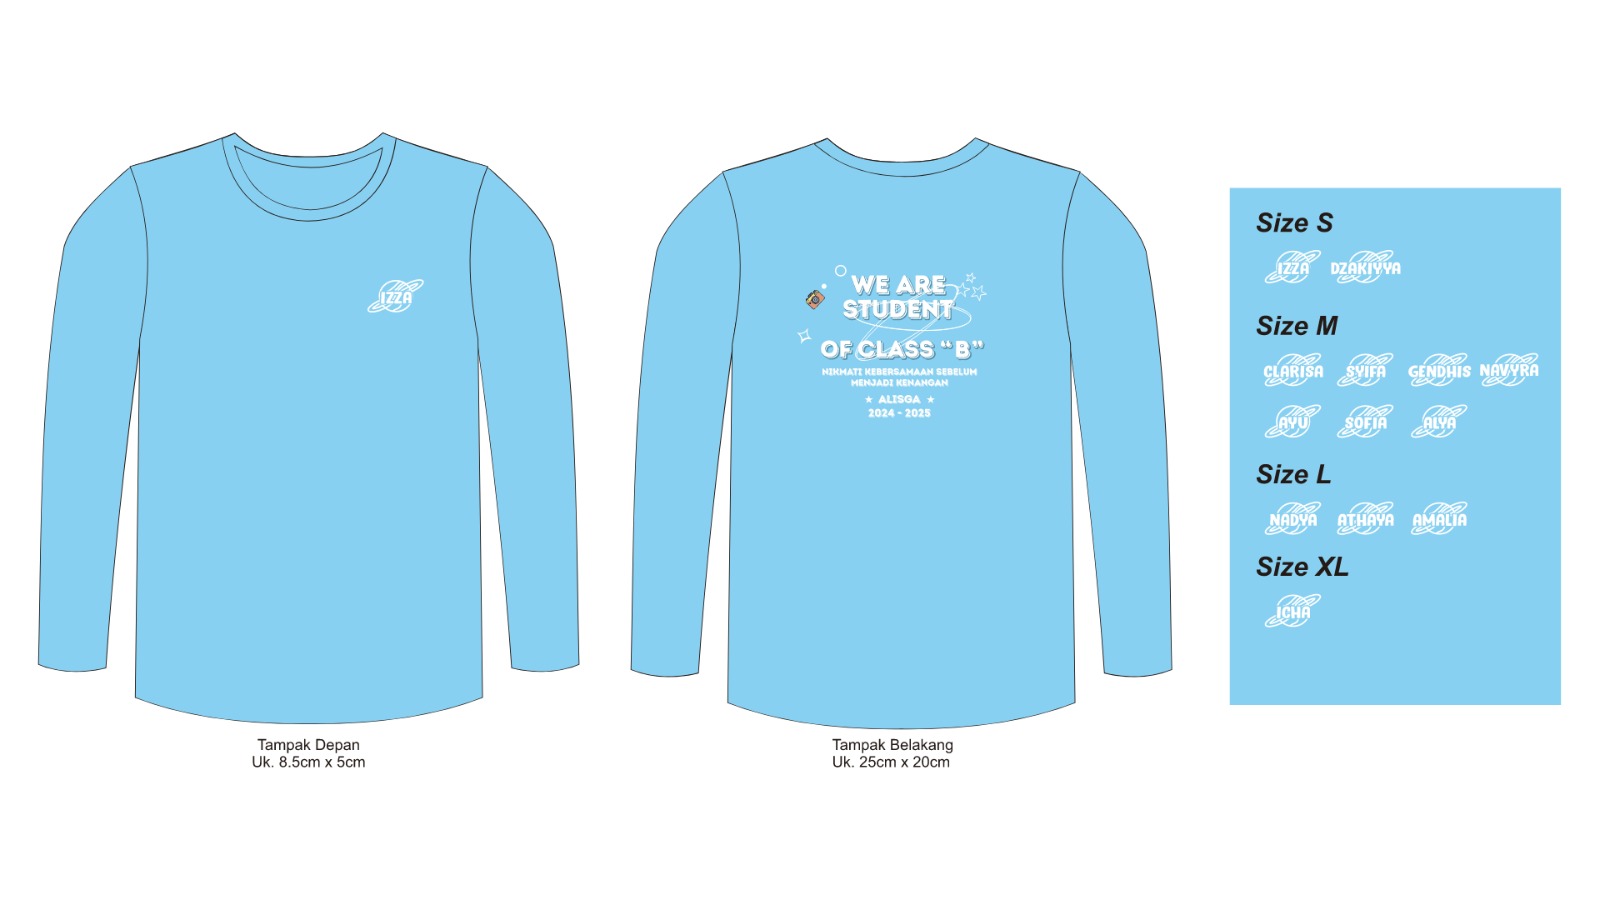 IZZA
Tampak Depan
Uk. 8.5cm x 5cm
WE ARE
STUDENT
OF CLASS “B”
NIKMATI KEBERSAMAAN SEBELUM
MENJADI KENANGAN
★ ALISGA ★
2024 - 2025
Tampak Belakang
Uk. 25cm x 20cm
Size S
IZZA DZAKIYYA
Size M
CLARISA SYIFA GENDHIS NAVYRA
AYU SOFIA ALYA
Size L
NADYA ATHAYA AMALIA
Size XL
ICHA